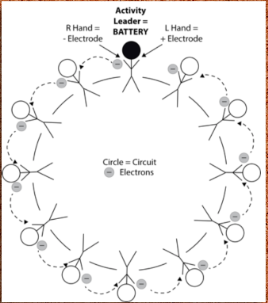 Activity
Leader =
BATTERY
R Hand =
- Electrode
L Hand =
+ Electrode
Circle = Circuit
Electrons